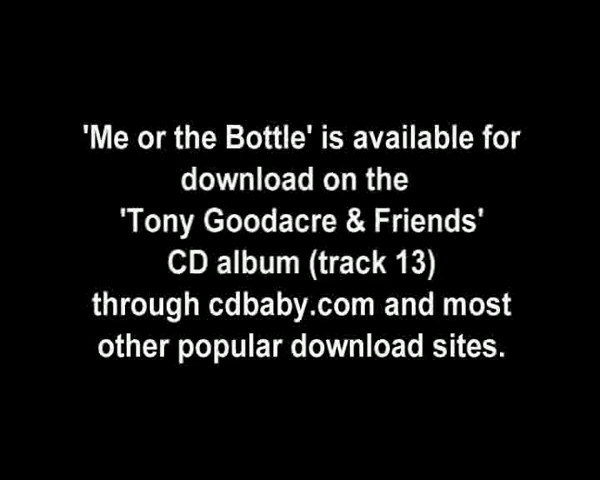 'Me or the Bottle' is available for
download on the
'Tony Goodacre & Friends'
CD album (track 13)
through cdbaby.com and most
other popular download sites.